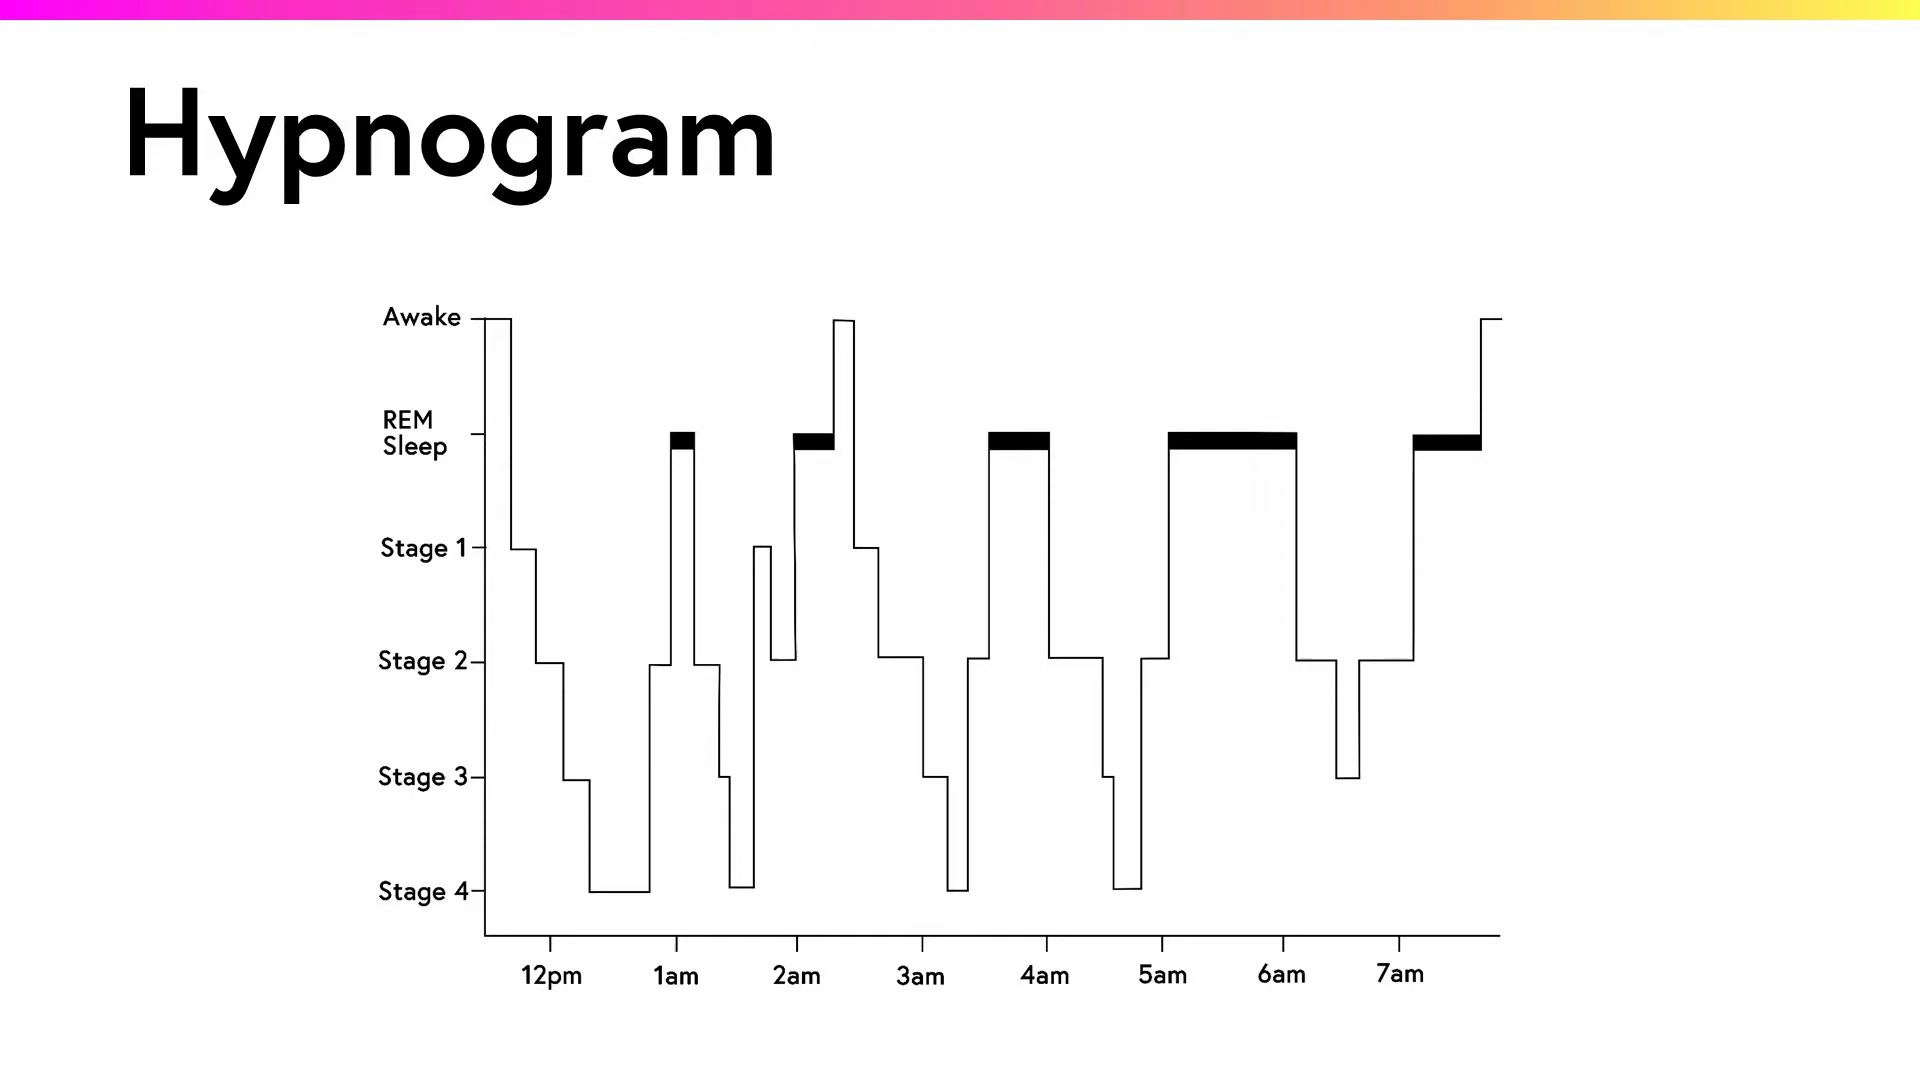 Hypnogram
Awake
REM
Sleep
Stage 1
Stage 2
Stage 3
Stage 4
12pm 1am 2am 3am 4am 5am 6am 7am